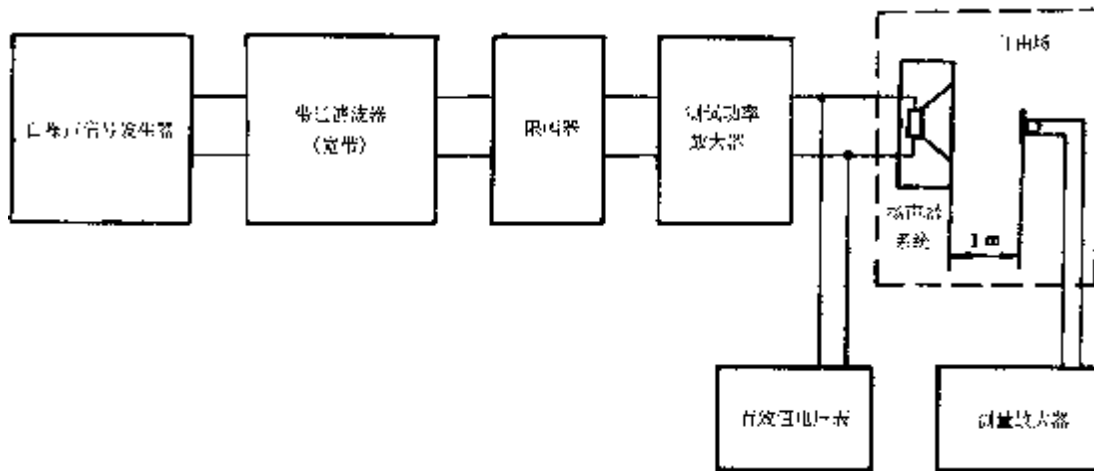 自由场
白噪声信号发生器
带通滤波器
(宽带)
限幅器
测试功率
放大器
扬声器
系统
1 m
有效值电压表
测量放大器